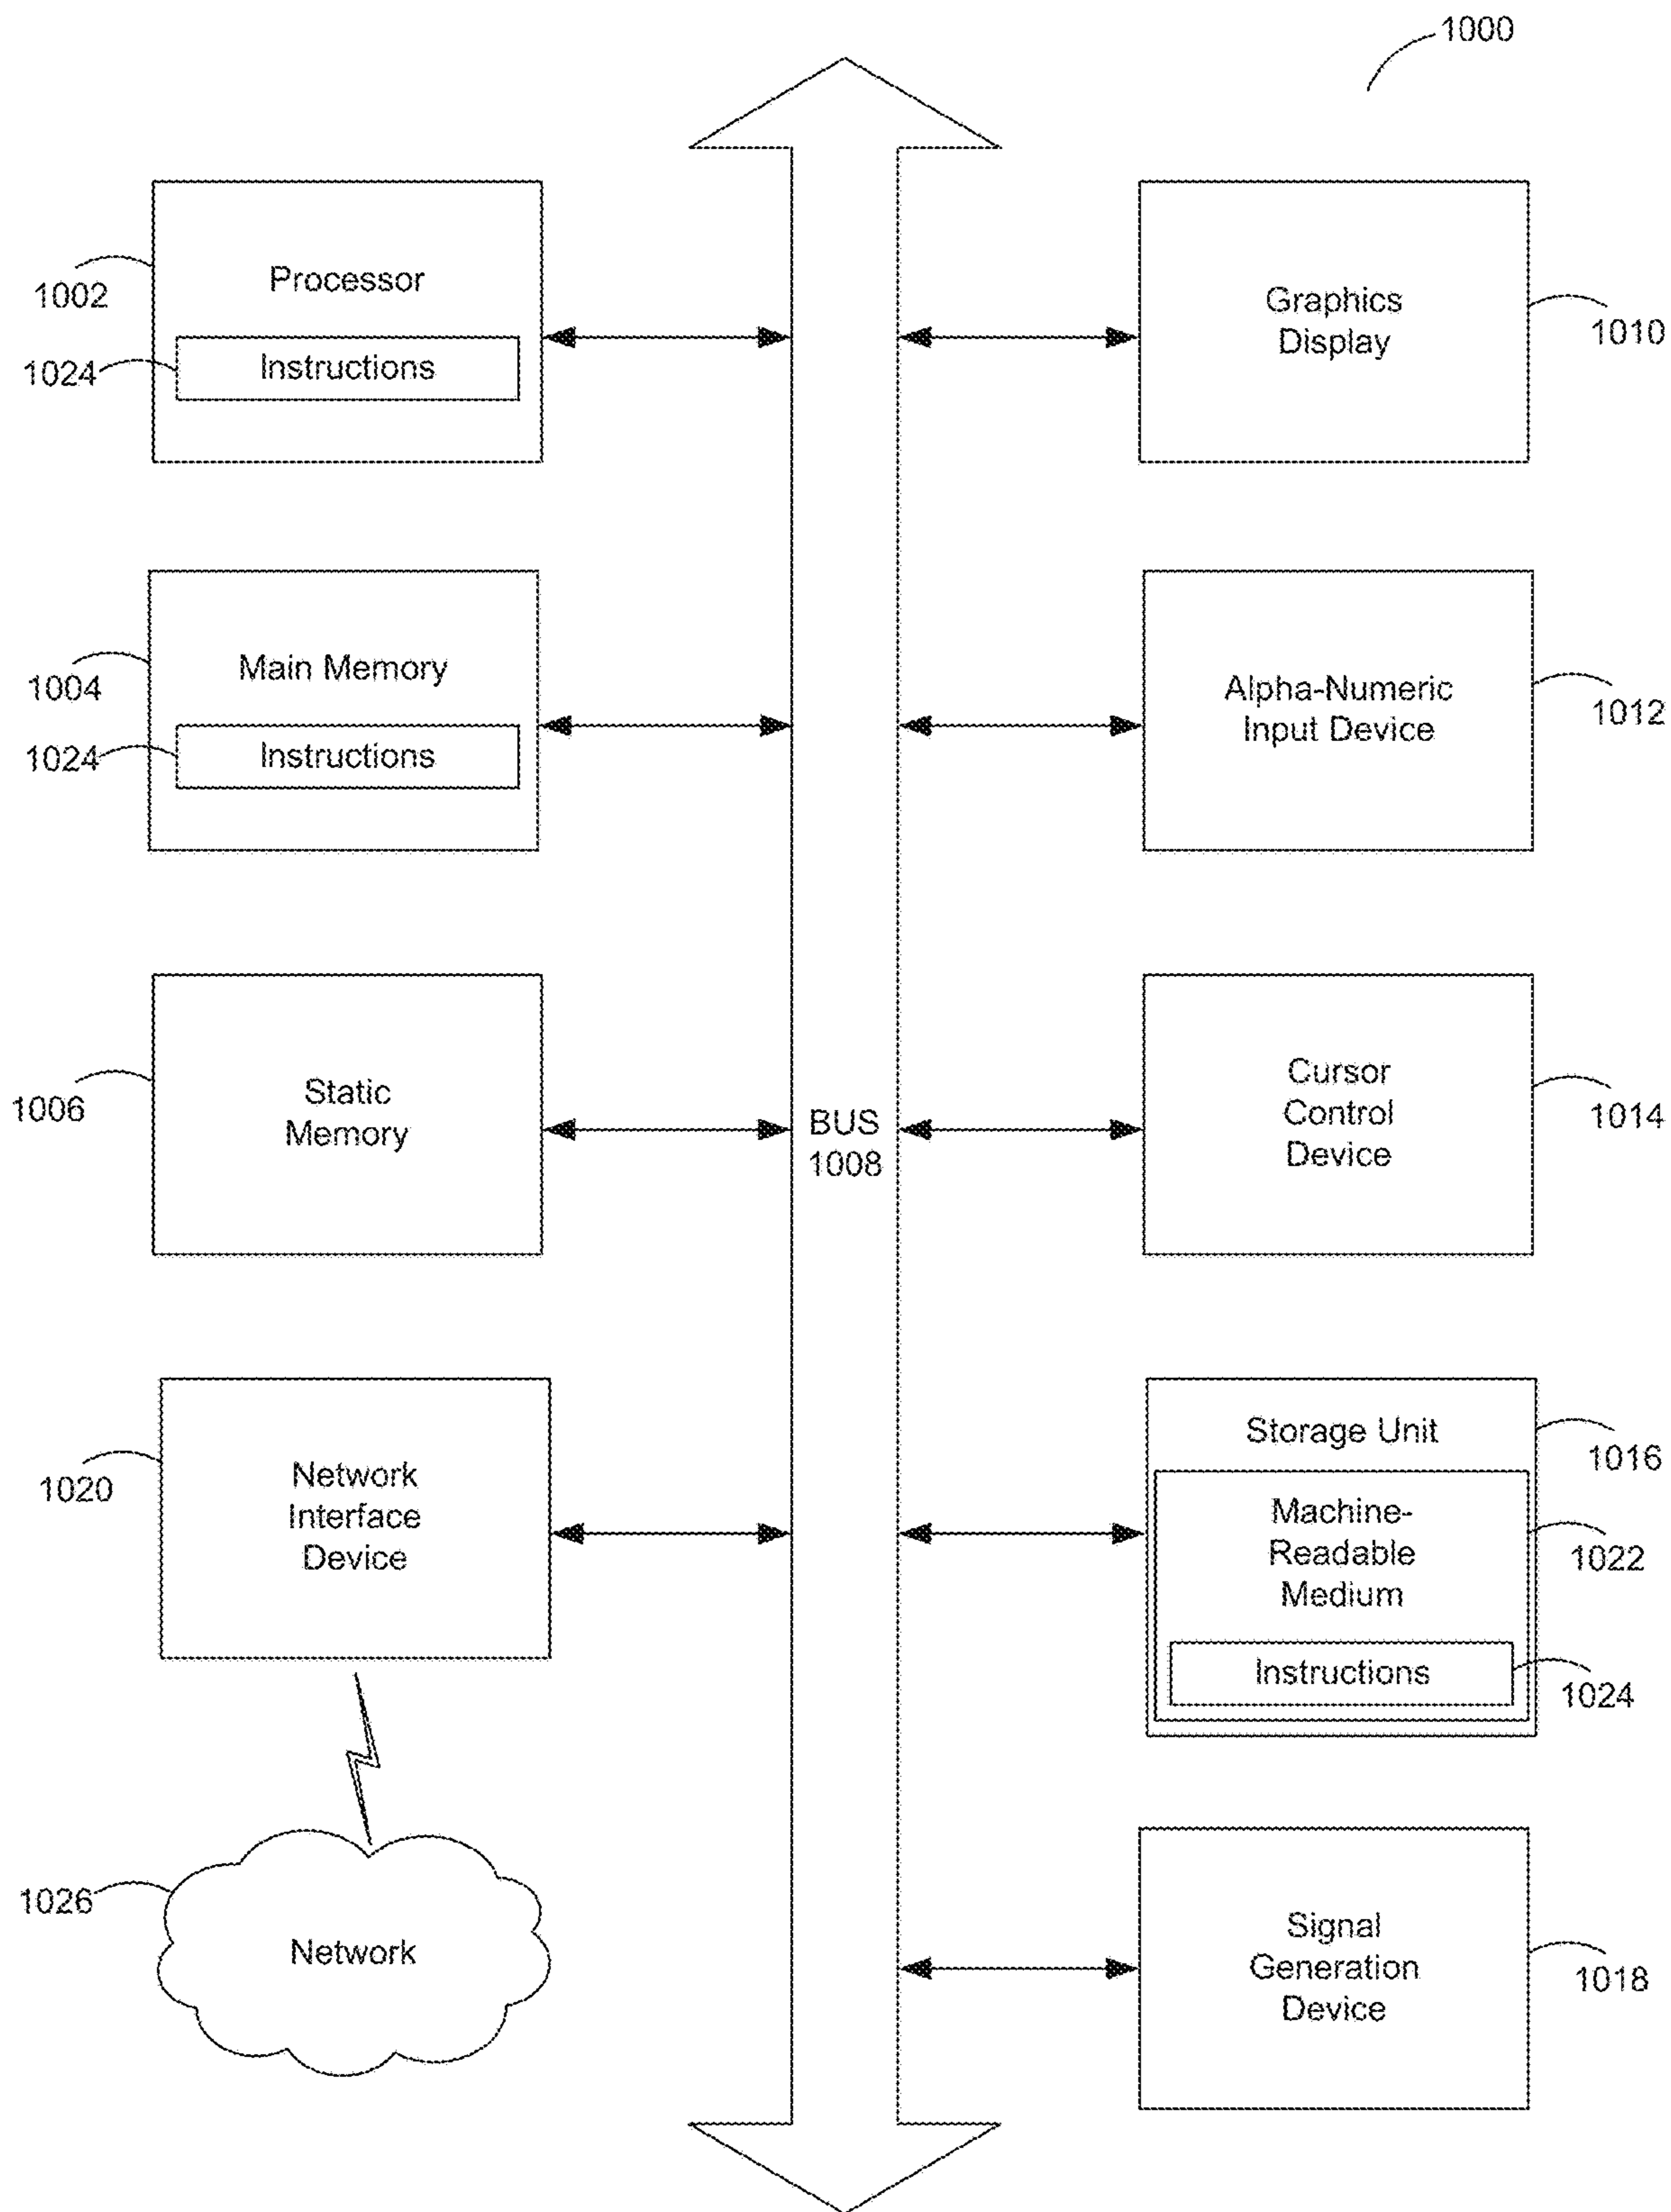 1000
Processor
1002
1024
Instructions
Graphics
Display
1010
Main Memory
1004
1024
Instructions
Alpha-Numeric
Input Device
1012
Static
Memory
1006
BUS
1008
Cursor
Control
Device
1014
Network
Interface
Device
1020
Storage Unit
1016
Machine-
Readable
Medium
1022
Instructions
1024
1026
Network
Signal
Generation
Device
1018